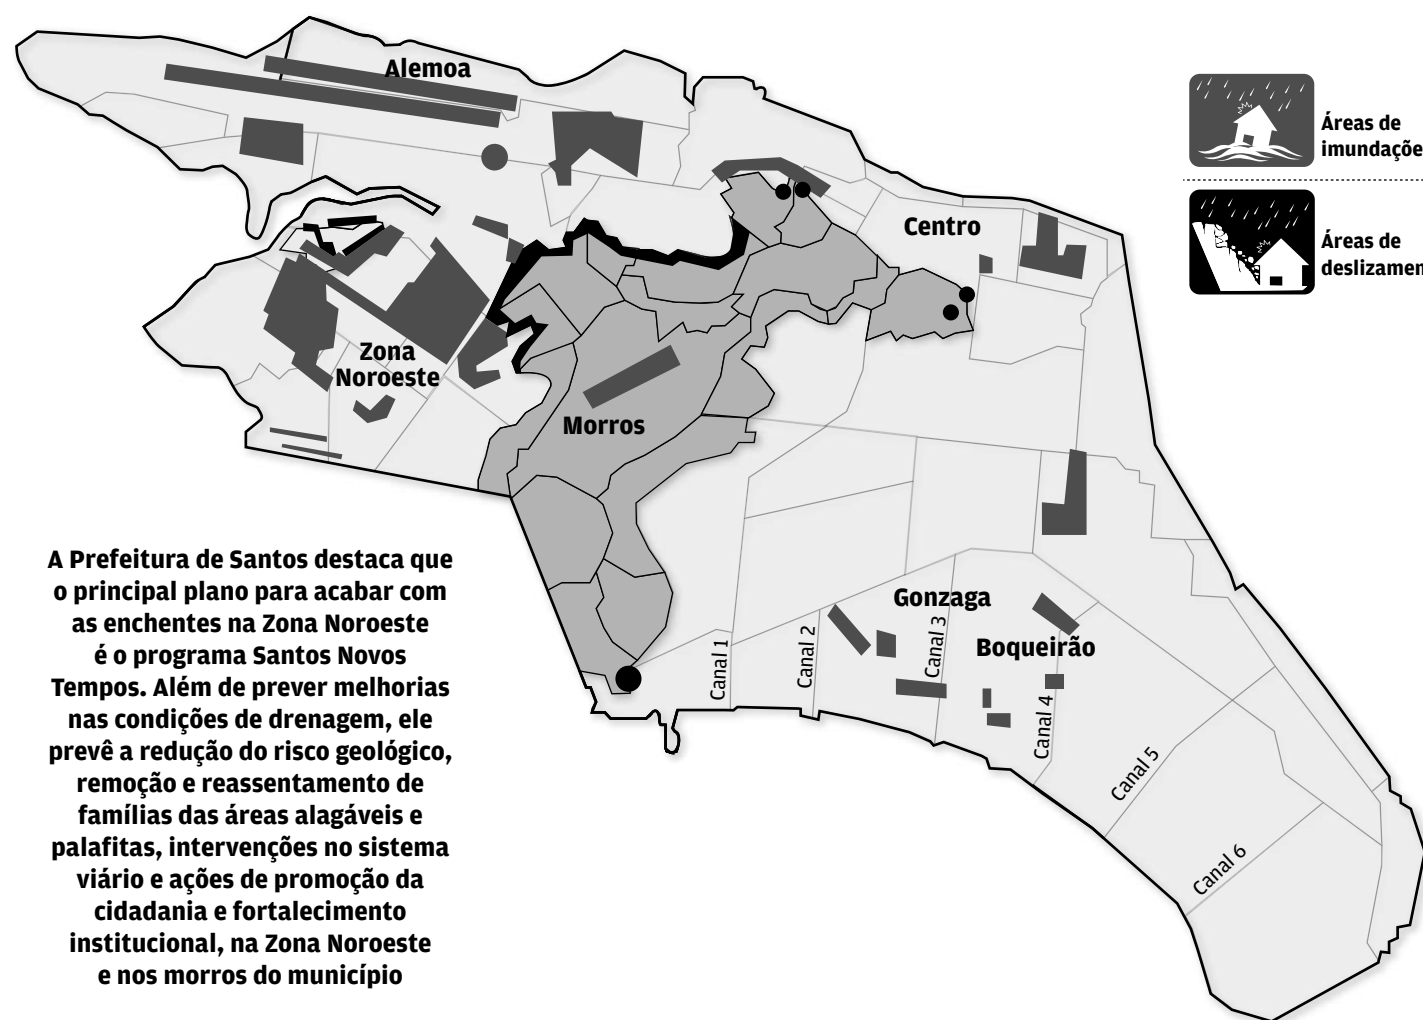 Alemoa
Áreas de
imundaçõe
Centro
Áreas de
deslizamen
Zona
Noroeste
Morros
A Prefeitura de Santos destaca que
o principal plano para acabar com
as enchentes na Zona Noroeste
é o programa Santos Novos
Tempos. Além de prever melhorias
nas condições de drenagem, ele
prevê a redução do risco geológico,
remoção e reassentamento de
famílias das áreas alagáveis e
palafitas, intervenções no sistema
viário e ações de promoção da
cidadania e fortalecimento
institucional, na Zona Noroeste
e nos morros do município
Gonzaga
Boqueirão
Canal 1
Canal 2
Canal 3
Canal 4
Canal 5
Canal 6